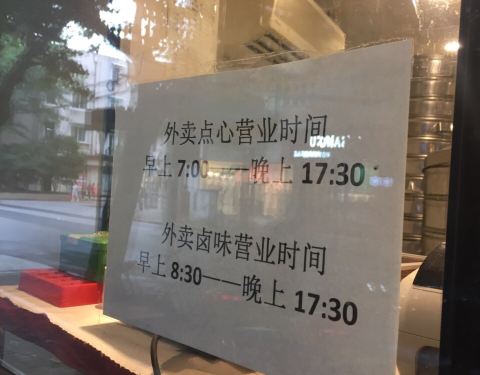 外卖点心营业时间
早上 7:00——晚上 17:30
外卖卤味营业时间
早上 8:30——晚上 17:30